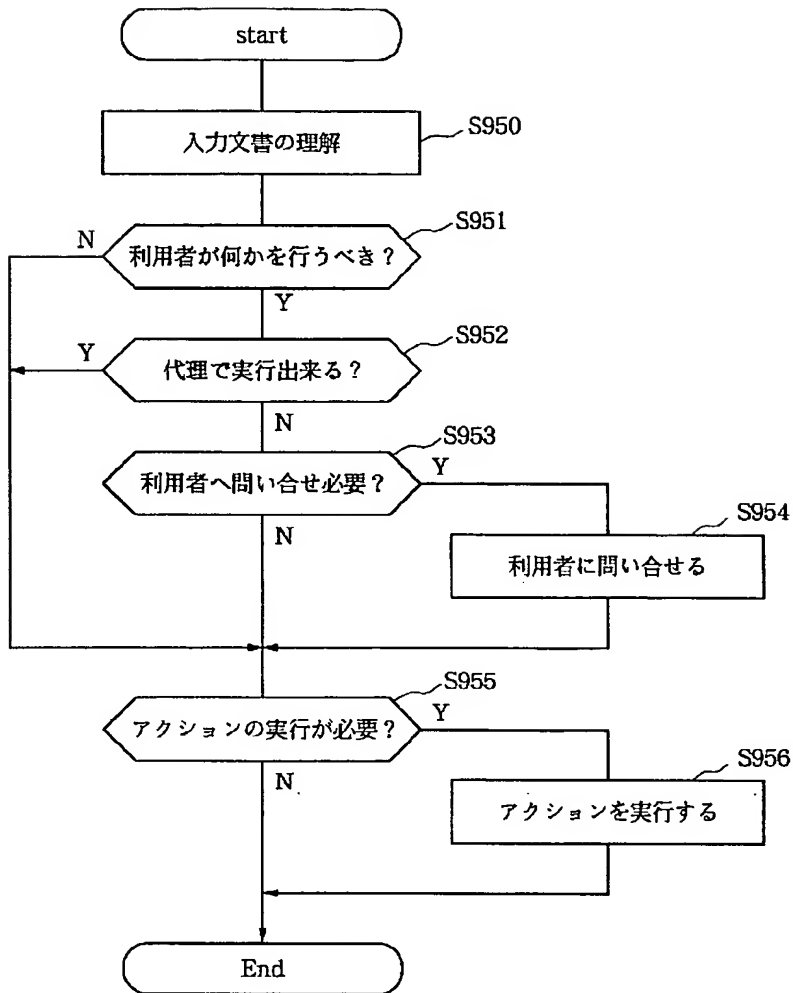 start
入力文書の理解
S950
利用者が何かを行うべき？
S951
N
Y
代理で実行出来る？
S952
Y
N
利用者へ問い合せ必要？
S953
Y
N
利用者に問い合せる
S954
アクションの実行が必要？
S955
Y
N
アクションを実行する
S956
End